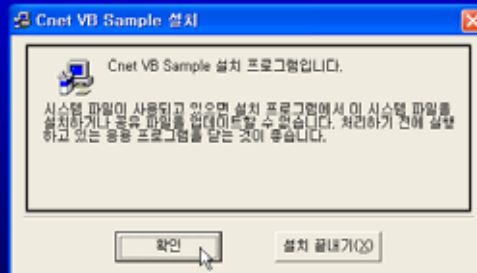 Cnet VB Sample 설치
Cnet VB Sample 설치 프로그램입니다.
시스템 파일이 사용되고 있으면 설치 프로그램에서 이 시스템 파일을
설치하거나 공유 파일을 업데이트할 수 없습니다. 처리하기 전에 실행
하고 있는 응용 프로그램을 닫는 것이 좋습니다.
확인
설치 끝내기(X)